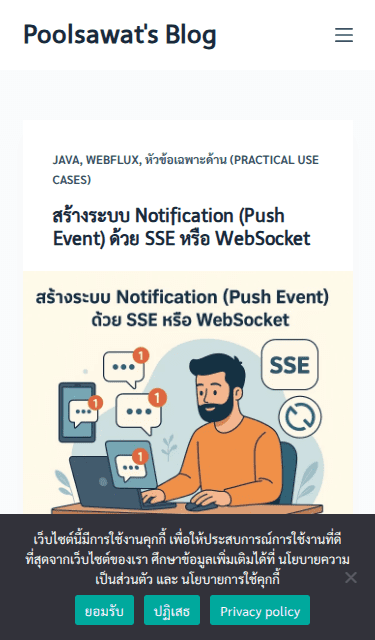 Poolsawat's Blog
JAVA, WEBFLUX, หัวข้อเฉพาะด้าน (PRACTICAL USE
CASES)
สร้างระบบ Notification (Push
Event) ด้วย SSE หรือ WebSocket
สร้างระบบ Notification (Push Event)
ด้วย SSE หรือ WebSocket
SSE
1
1
1
1
เว็บไซต์นี้มีการใช้งานคุกกี้ เพื่อให้ประสบการณ์การใช้งานที่ดี
ที่สุดจากเว็บไซต์ของเรา ศึกษาข้อมูลเพิ่มเติมได้ที่ นโยบายความ
เป็นส่วนตัว และ นโยบายการใช้คุกกี้
ยอมรับ ปฏิเสธ Privacy policy